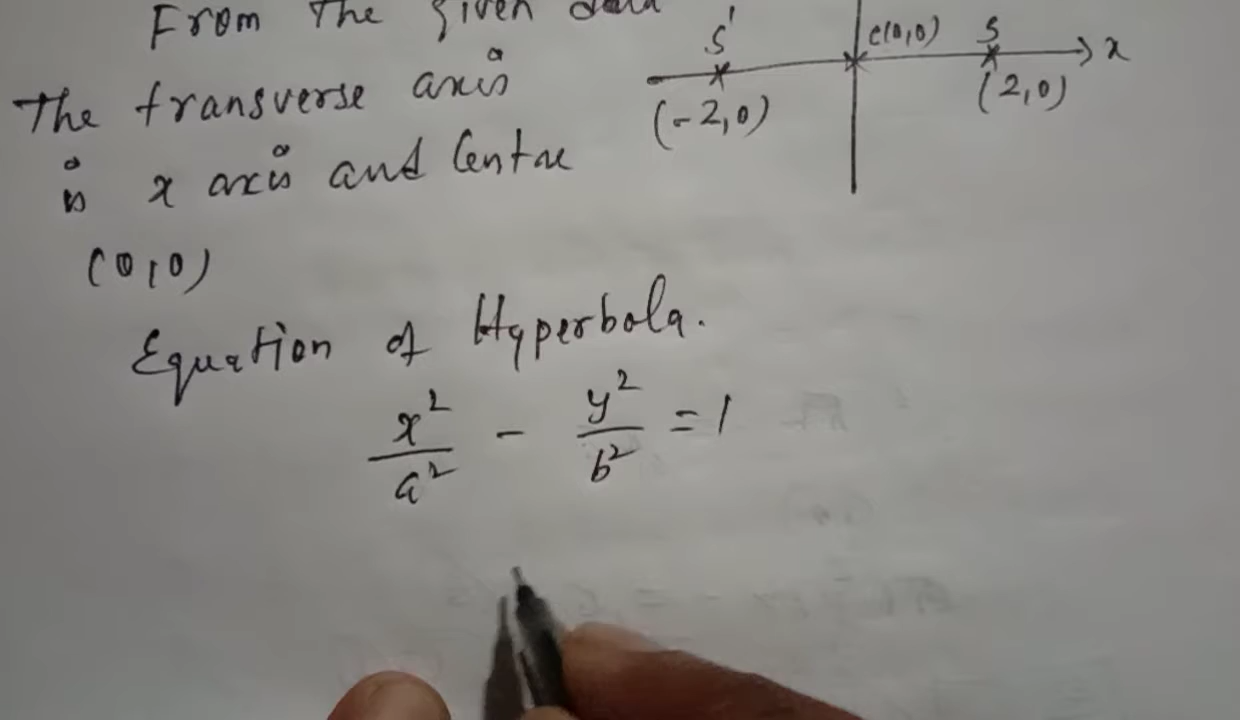 From The given data
The transverse axis
is x axis and Centre
(0,0)
Equation of Hyperbola.
x²/a² - y²/b² = 1
S'
c(0,0)
S
x
(-2,0)
(2,0)